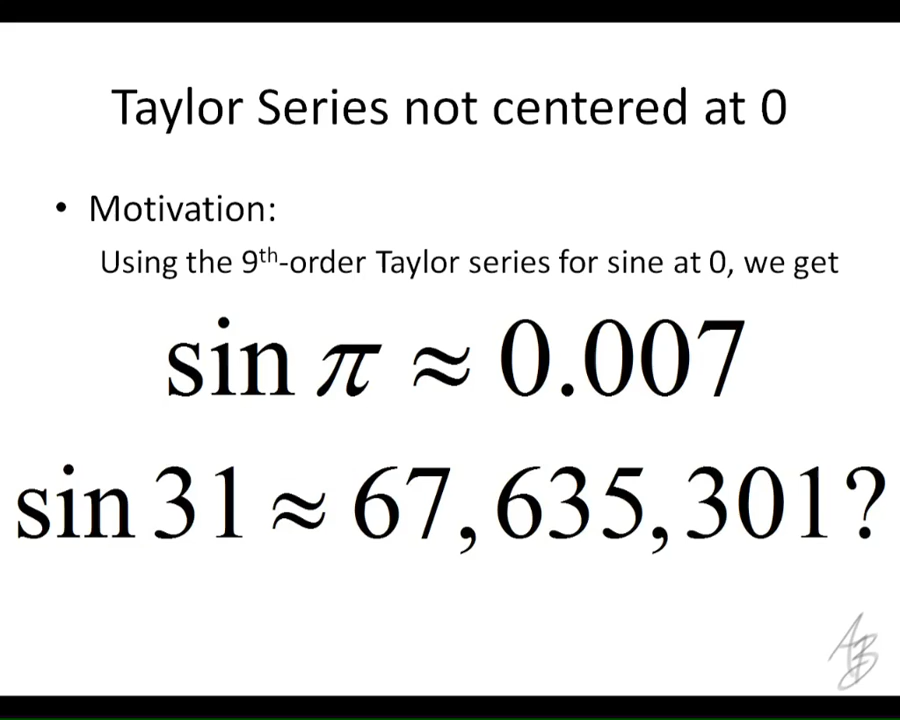 Taylor Series not centered at 0
• Motivation:
Using the 9th-order Taylor series for sine at 0, we get
sin π ≈ 0.007
sin 31 ≈ 67,635,301?